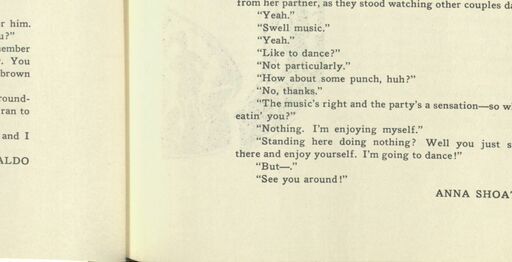 r him.
u?"
ember
. You
brown
round-
ran to
and I
ALDO
from her partner, as they stood watching other couples da
"Yeah."
"Swell music."
"Yeah."
"Like to dance?"
"Not particularly."
"How about some punch, huh?"
"No, thanks."
"The music's right and the party's a sensation—so w
eatin' you?"
"Nothing. I'm enjoying myself."
"Standing here doing nothing? Well you just s
there and enjoy yourself. I'm going to dance!"
"But—."
"See you around!"
ANNA SHOA